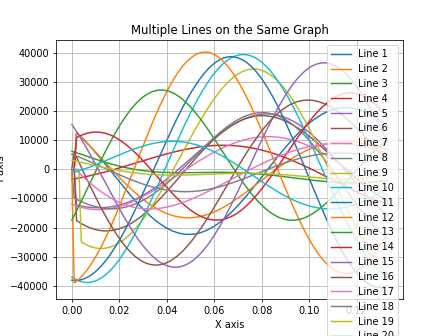 Multiple Lines on the Same Graph
40000
30000
20000
10000
0
−10000
−20000
−30000
−40000
0.00
0.02
0.04
0.06
0.08
0.10
X axis
Line 1
Line 2
Line 3
Line 4
Line 5
Line 6
Line 7
Line 8
Line 9
Line 10
Line 11
Line 12
Line 13
Line 14
Line 15
Line 16
Line 17
Line 18
Line 19
Line 20